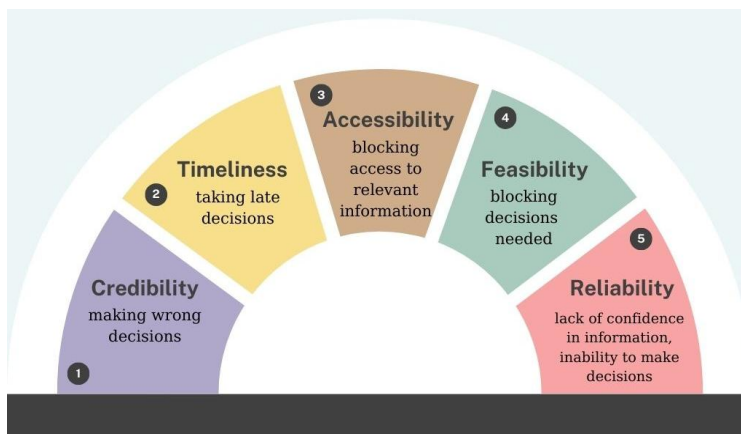 1
Credibility
making wrong
decisions
2
Timeliness
taking late
decisions
3
Accessibility
blocking
access to
relevant
information
4
Feasibility
blocking
decisions
needed
5
Reliability
lack of confidence
in information,
inability to make
decisions